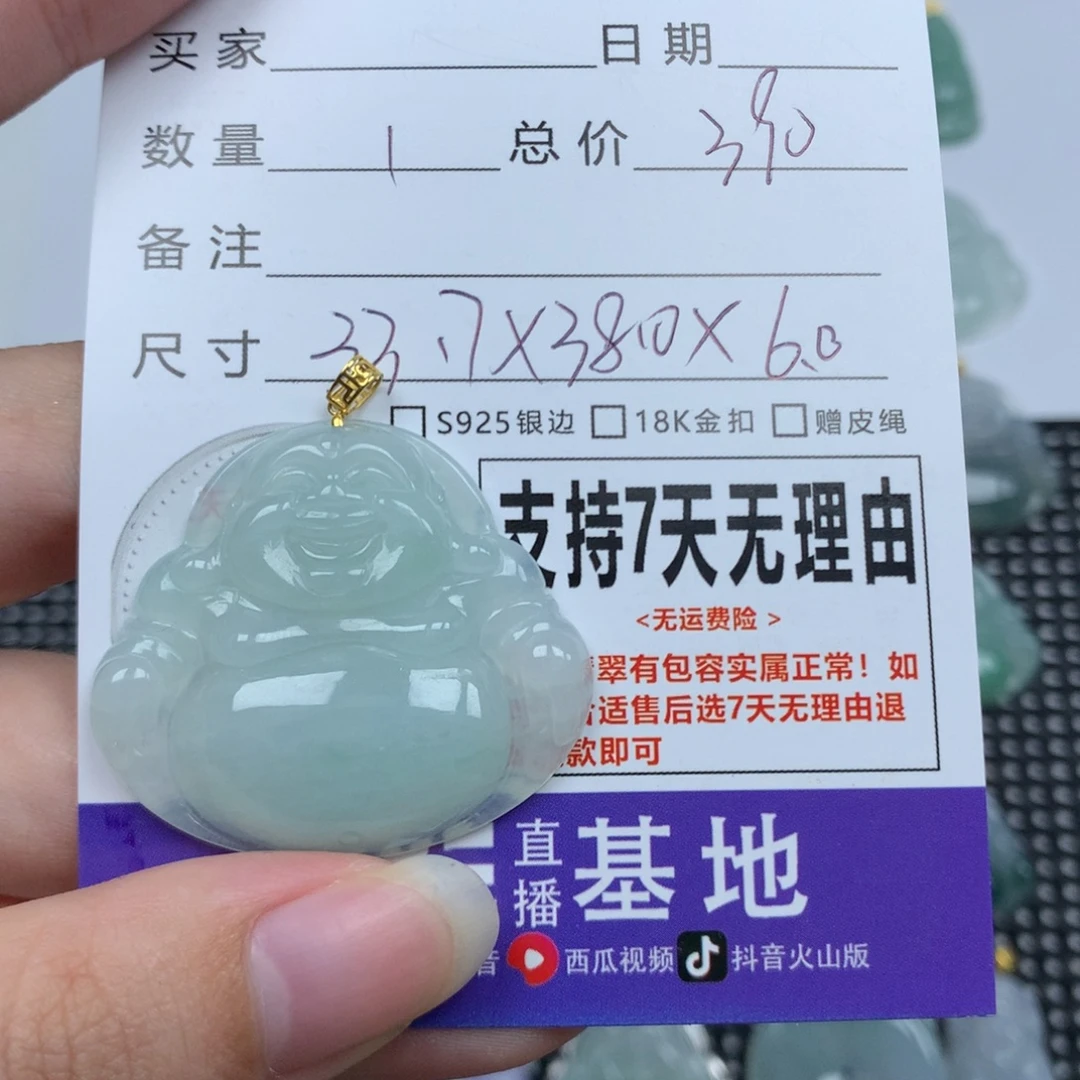 买家 日期
数量 1 总价 390
备注
尺寸 33.7X38.0X6.0
S925银边 18K金扣 赠皮绳
支持7天无理由
<无运费险>
翠有包容实属正常！如
适售后选7天无理由退
款即可
直播基地
音 西瓜视频 抖音火山版